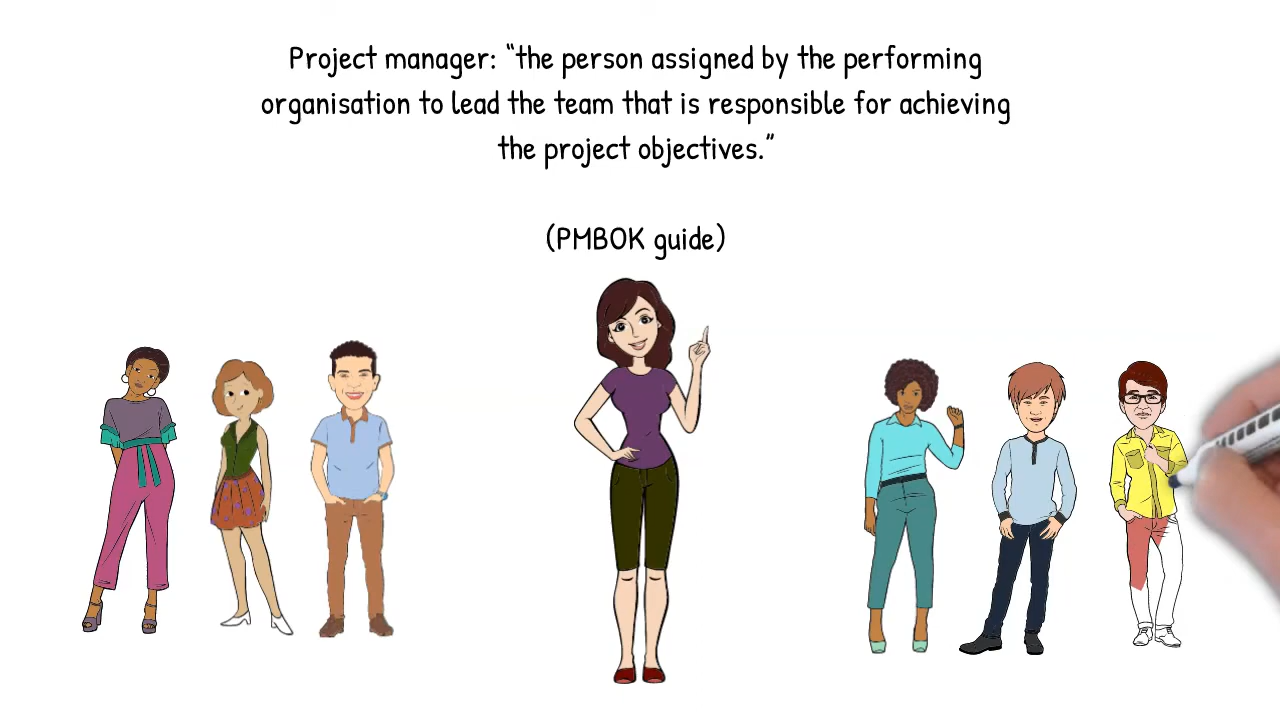 Project manager: “the person assigned by the performing
organisation to lead the team that is responsible for achieving
the project objectives.”
(PMBOK guide)